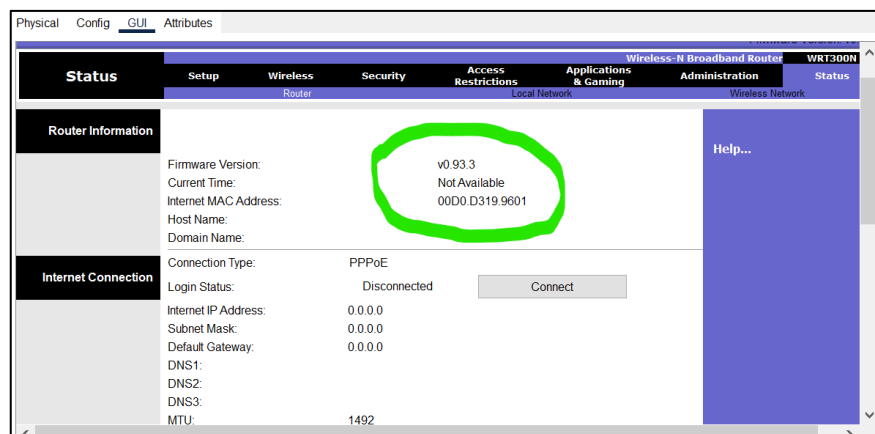 Physical Config GUI Attributes
Wireless-N Broadband Router WRT300N
Status Setup Wireless Security Access Restrictions Applications & Gaming Administration Status
Router Local Network Wireless Network
Router Information
Help...
Firmware Version: v0.93.3
Current Time: Not Available
Internet MAC Address: 00D0.D319.9601
Host Name:
Domain Name:
Internet Connection
Connection Type: PPPoE
Login Status: Disconnected Connect
Internet IP Address: 0.0.0.0
Subnet Mask: 0.0.0.0
Default Gateway: 0.0.0.0
DNS1:
DNS2:
DNS3:
MTU: 1492